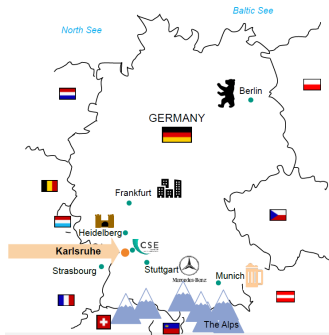 Baltic See
North See
Berlin
GERMANY
Frankfurt
Heidelberg
CSE
Karlsruhe
Stuttgart
Strasbourg
Mercedes-Benz
Munich
The Alps